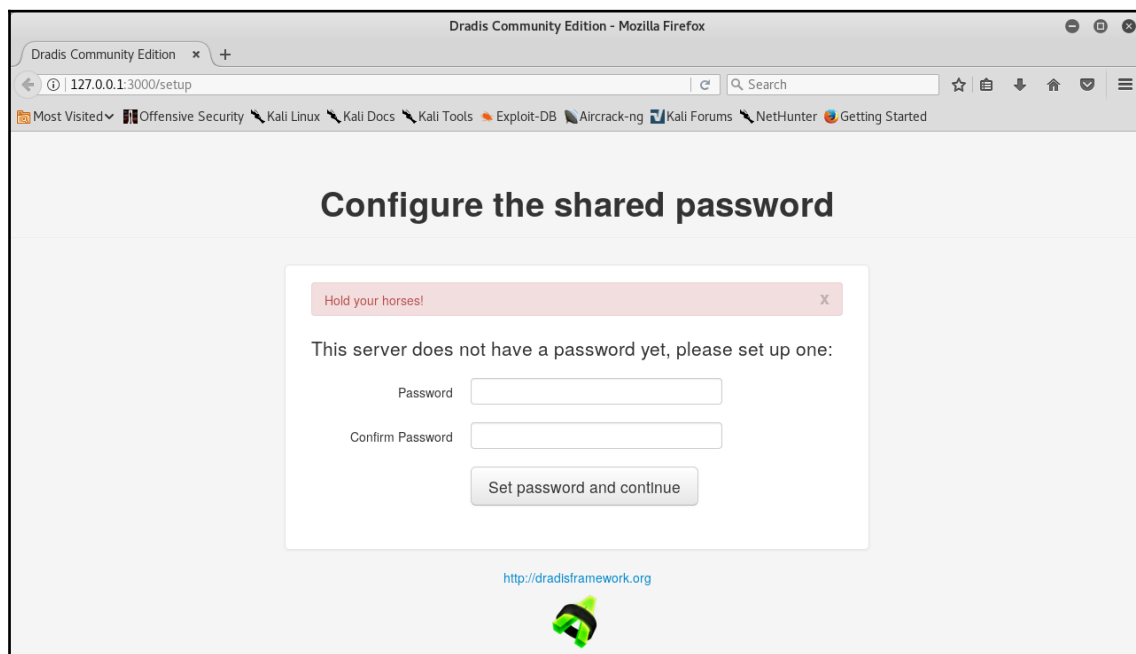 Dradis Community Edition - Mozilla Firefox
Dradis Community Edition × +
127.0.0.1:3000/setup Search
Most Visited Offensive Security Kali Linux Kali Docs Kali Tools Exploit-DB Aircrack-ng Kali Forums NetHunter Getting Started
Configure the shared password
Hold your horses! x
This server does not have a password yet, please set up one:
Password
Confirm Password
Set password and continue
http://dradisframework.org